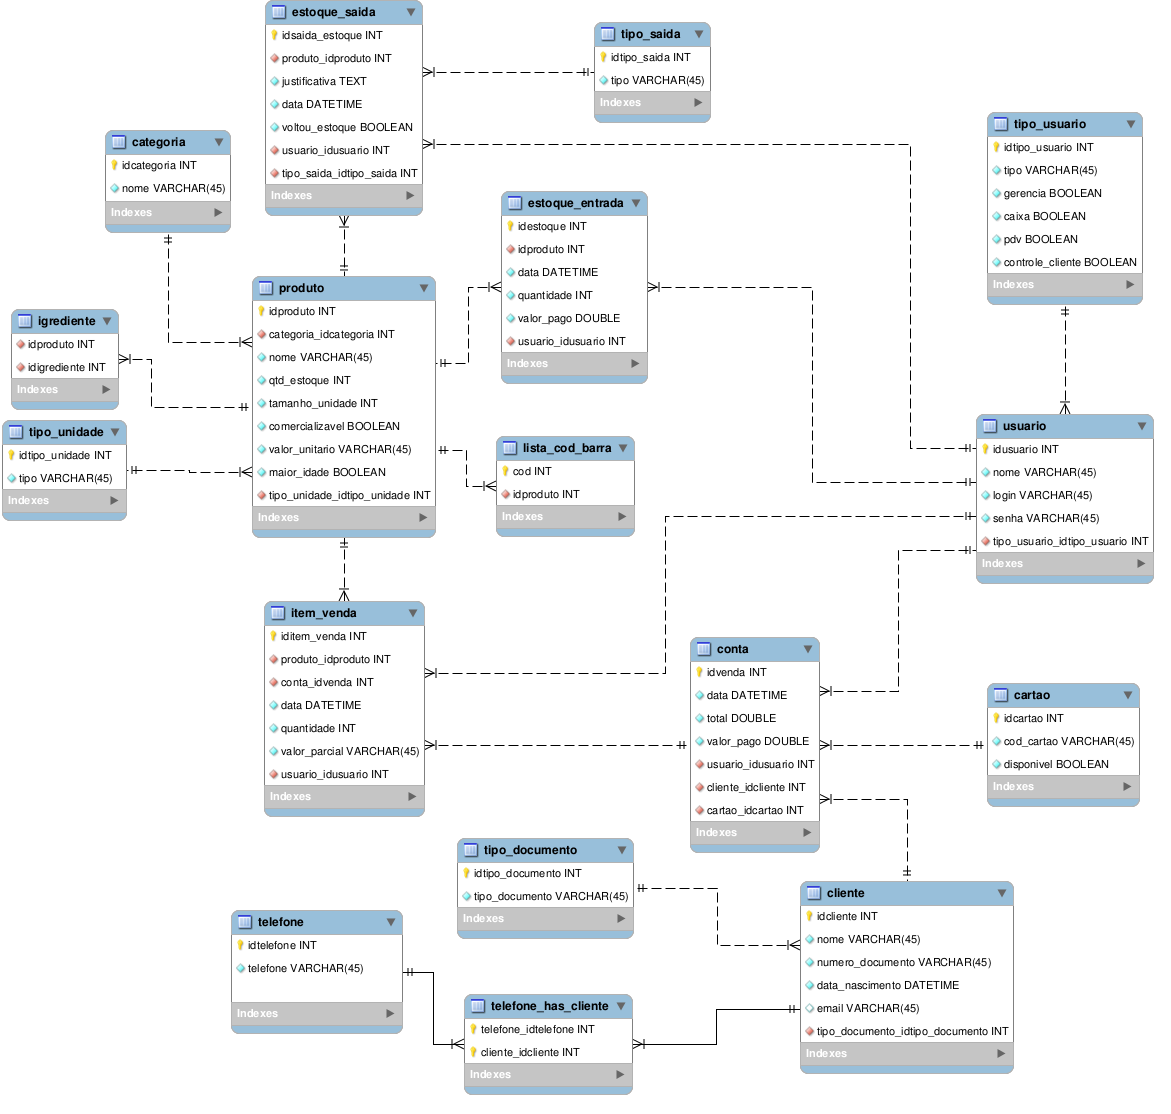 estoque_saida
idsaida_estoque INT
produto_idproduto INT
justificativa TEXT
data DATETIME
voltou_estoque BOOLEAN
usuario_idusuario INT
tipo_saida_idtipo_saida INT
Indexes
tipo_saida
idtipo_saida INT
tipo VARCHAR(45)
Indexes
categoria
idcategoria INT
nome VARCHAR(45)
Indexes
tipo_usuario
idtipo_usuario INT
tipo VARCHAR(45)
gerencia BOOLEAN
caixa BOOLEAN
pdv BOOLEAN
controle_cliente BOOLEAN
Indexes
estoque_entrada
idestoque INT
idproduto INT
data DATETIME
quantidade INT
valor_pago DOUBLE
usuario_idusuario INT
Indexes
produto
idproduto INT
categoria_idcategoria INT
nome VARCHAR(45)
qtd_estoque INT
tamanho_unidade INT
comercializavel BOOLEAN
valor_unitario VARCHAR(45)
maior_idade BOOLEAN
tipo_unidade_idtipo_unidade INT
Indexes
igrediente
idproduto INT
idigrediente INT
Indexes
tipo_unidade
idtipo_unidade INT
tipo VARCHAR(45)
Indexes
lista_cod_barra
cod INT
idproduto INT
Indexes
usuario
idusuario INT
nome VARCHAR(45)
login VARCHAR(45)
senha VARCHAR(45)
tipo_usuario_idtipo_usuario INT
Indexes
item_venda
iditem_venda INT
produto_idproduto INT
conta_idvenda INT
data DATETIME
quantidade INT
valor_parcial VARCHAR(45)
usuario_idusuario INT
Indexes
conta
idvenda INT
data DATETIME
total DOUBLE
valor_pago DOUBLE
usuario_idusuario INT
cliente_idcliente INT
cartao_idcartao INT
Indexes
cartao
idcartao INT
cod_cartao VARCHAR(45)
disponivel BOOLEAN
Indexes
tipo_documento
idtipo_documento INT
tipo_documento VARCHAR(45)
Indexes
cliente
idcliente INT
nome VARCHAR(45)
numero_documento VARCHAR(45)
data_nascimento DATETIME
email VARCHAR(45)
tipo_documento_idtipo_documento INT
Indexes
telefone
idtelefone INT
telefone VARCHAR(45)
Indexes
telefone_has_cliente
telefone_idtelefone INT
cliente_idcliente INT
Indexes